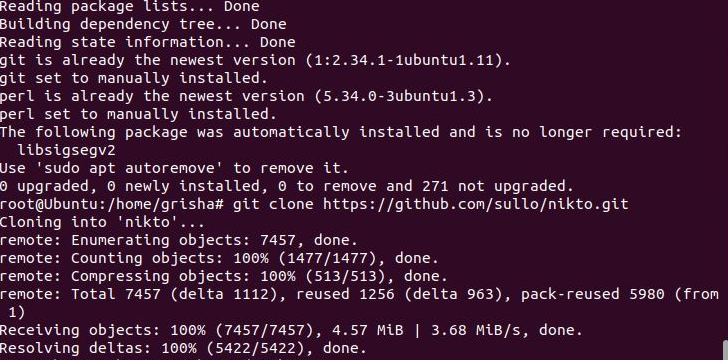 Reading package lists... Done
Building dependency tree... Done
Reading state information... Done
git is already the newest version (1:2.34.1-1ubuntu1.11).
git set to manually installed.
perl is already the newest version (5.34.0-3ubuntu1.3).
perl set to manually installed.
The following package was automatically installed and is no longer required:
  libsigsegv2
Use 'sudo apt autoremove' to remove it.
0 upgraded, 0 newly installed, 0 to remove and 271 not upgraded.
root@Ubuntu:/home/grisha# git clone https://github.com/sullo/nikto.git
Cloning into 'nikto'...
remote: Enumerating objects: 7457, done.
remote: Counting objects: 100% (1477/1477), done.
remote: Compressing objects: 100% (513/513), done.
remote: Total 7457 (delta 1112), reused 1256 (delta 963), pack-reused 5980 (from
 1)
Receiving objects: 100% (7457/7457), 4.57 MiB | 3.68 MiB/s, done.
Resolving deltas: 100% (5422/5422), done.